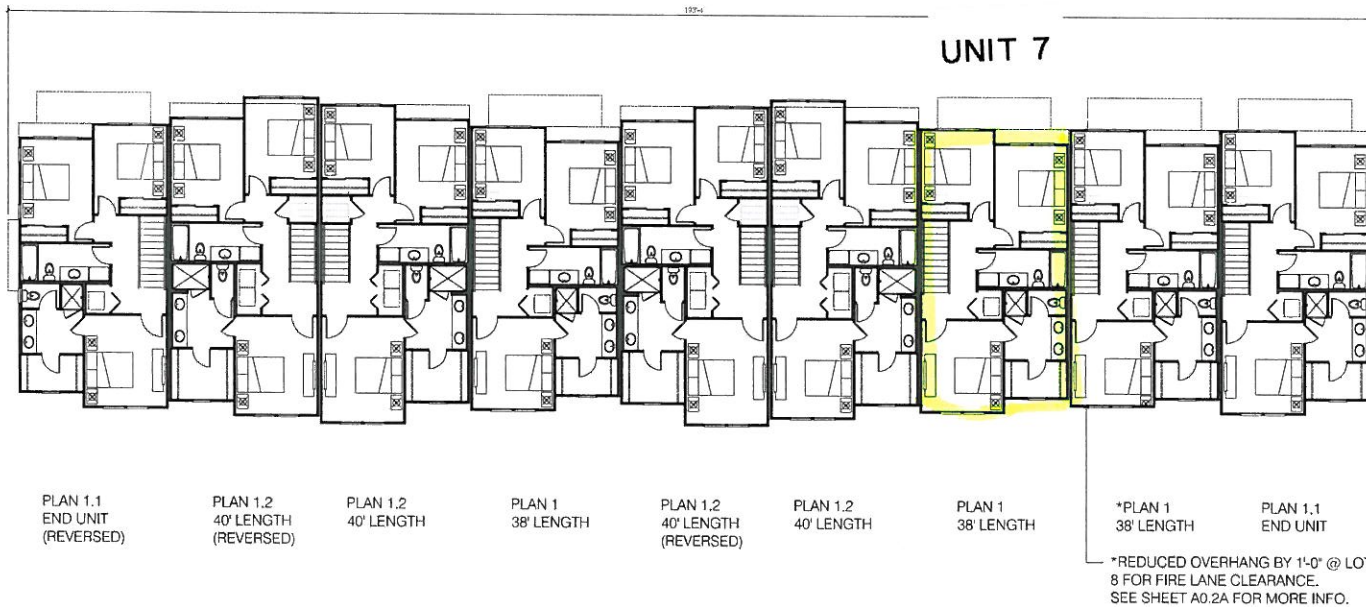 193'-4
UNIT 7
PLAN 1.1
END UNIT
(REVERSED)
PLAN 1.2
40' LENGTH
(REVERSED)
PLAN 1.2
40' LENGTH
PLAN 1
38' LENGTH
PLAN 1.2
40' LENGTH
(REVERSED)
PLAN 1.2
40' LENGTH
PLAN 1
38' LENGTH
*PLAN 1
38' LENGTH
PLAN 1.1
END UNIT
*REDUCED OVERHANG BY 1'-0" @ LOT
8 FOR FIRE LANE CLEARANCE.
SEE SHEET A0.2A FOR MORE INFO.